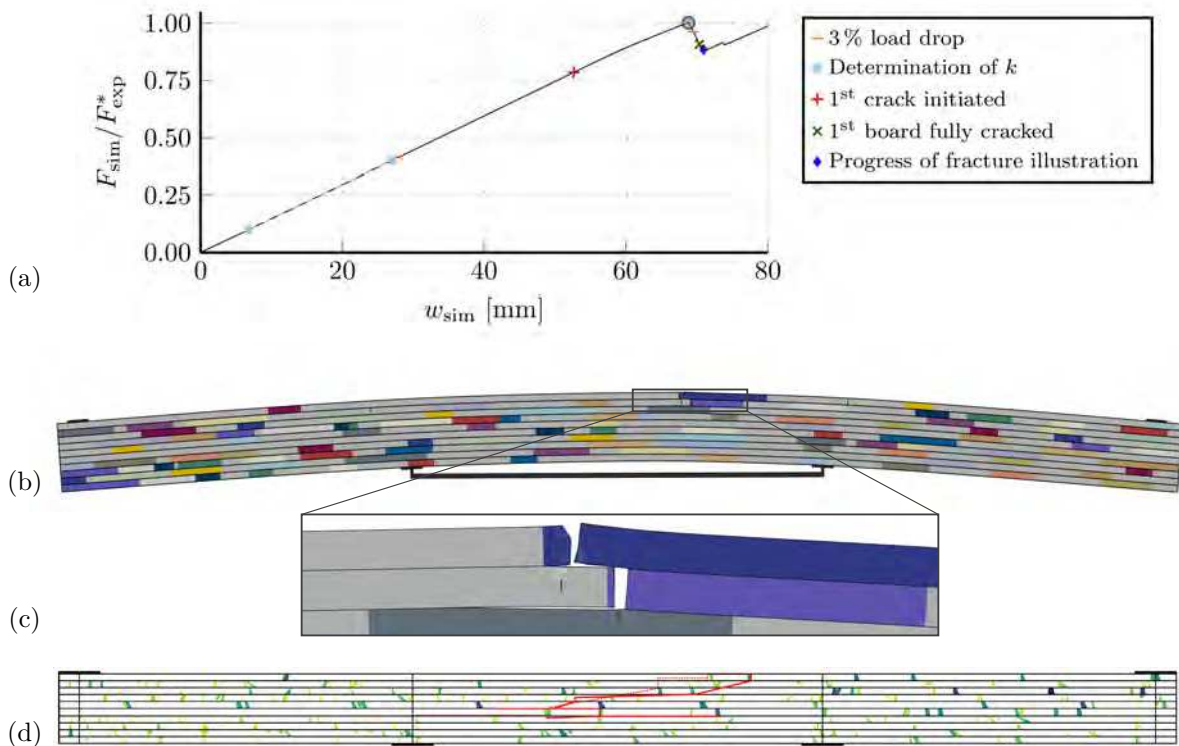 1.00
0.75
0.50
0.25
0.00
F_sim/F*_exp
0 20 40 60 80
w_sim [mm]
3 % load drop
Determination of k
1st crack initiated
1st board fully cracked
Progress of fracture illustration
(a)
(b)
(c)
(d)